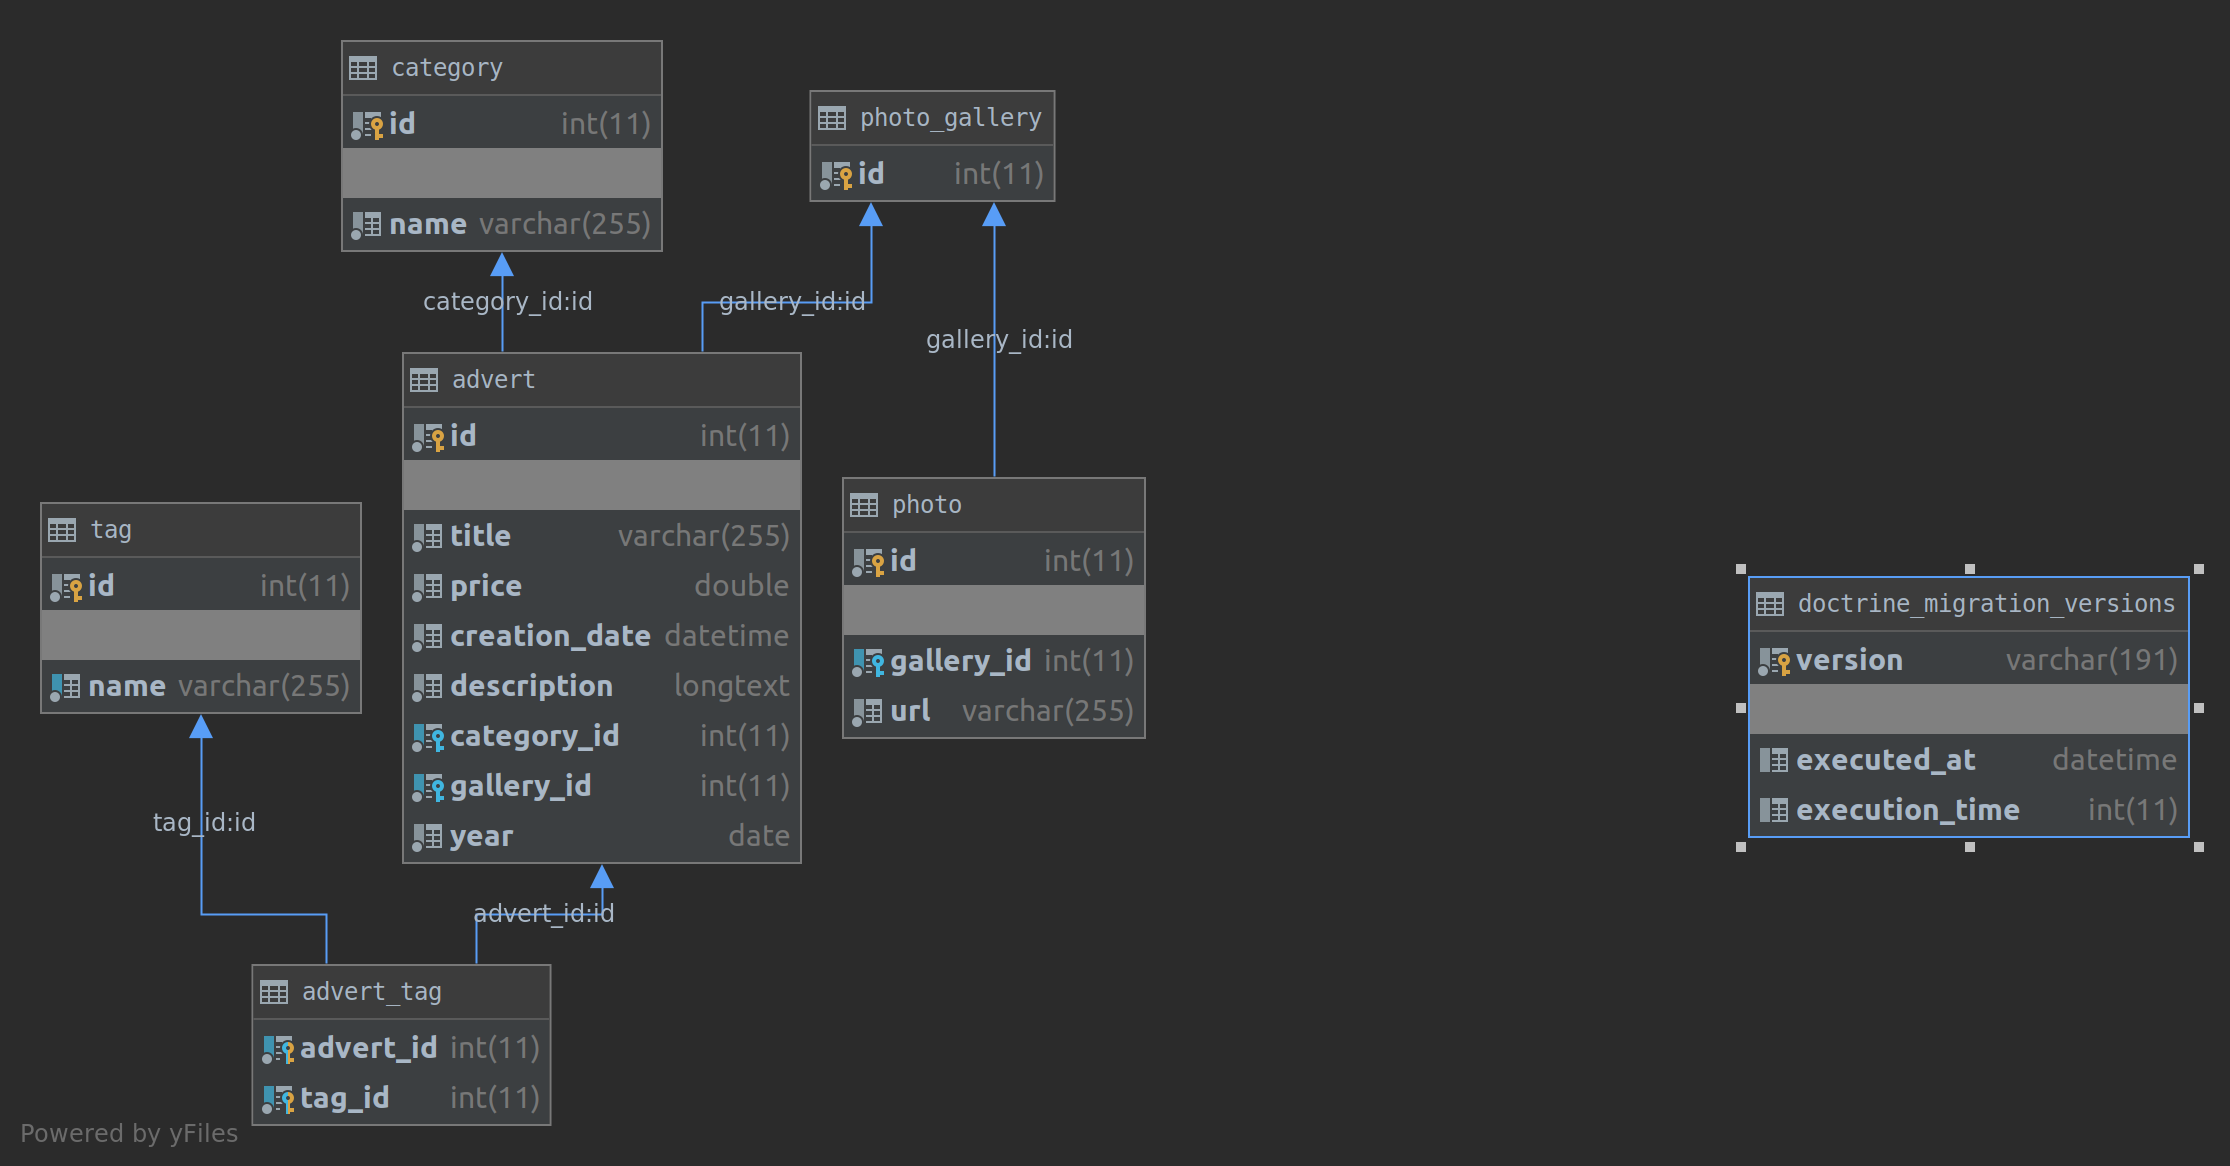 category
id int(11)
name varchar(255)
photo_gallery
id int(11)
category_id:id
gallery_id:id
gallery_id:id
advert
id int(11)
title varchar(255)
price double
creation_date datetime
description longtext
category_id int(11)
gallery_id int(11)
year date
photo
id int(11)
gallery_id int(11)
url varchar(255)
tag
id int(11)
name varchar(255)
doctrine_migration_versions
version varchar(191)
executed_at datetime
execution_time int(11)
tag_id:id
advert_id:id
advert_tag
advert_id int(11)
tag_id int(11)
Powered by yFiles